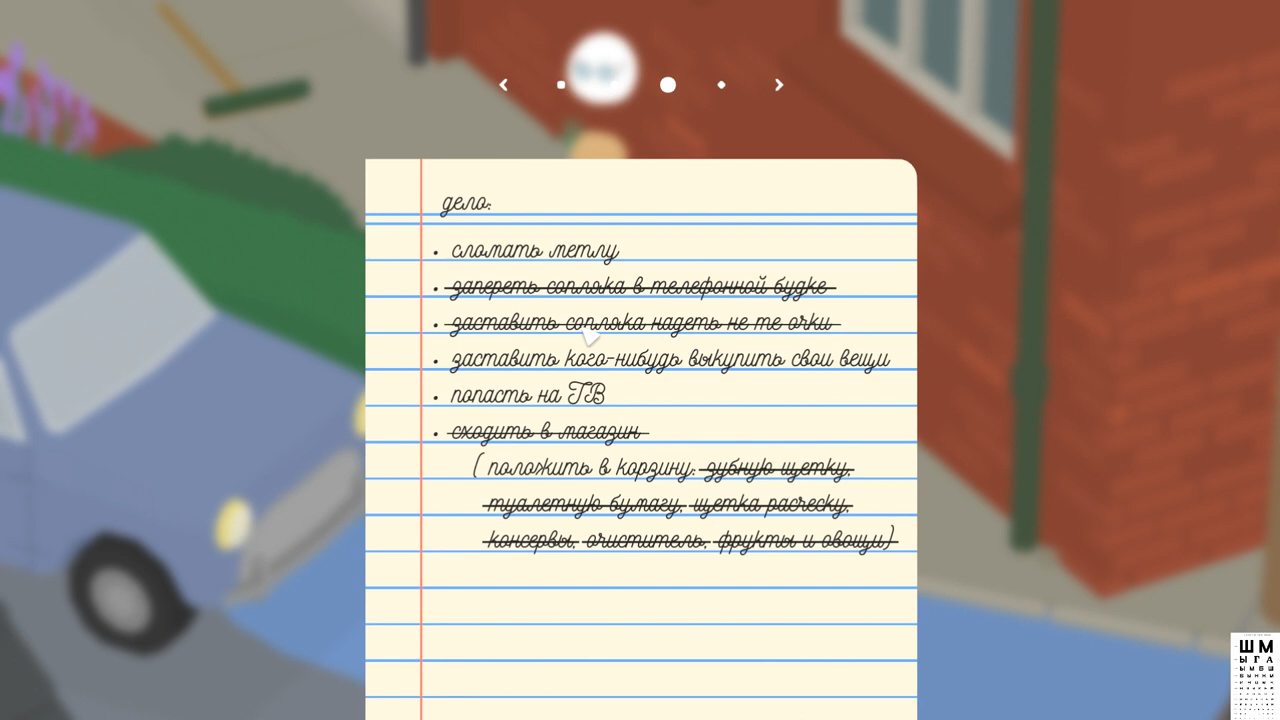 дело:
• сломать метлу
• запереть сопляка в телефонной будке
• заставить сопляка надеть не те очки
• заставить кого-нибудь выкупить свои вещи
• попасть на ТВ
• сходить в магазин
( положить в корзину: зубную щетку,
туалетную бумагу, щетка расческу,
консервы, очиститель, фрукты и овощи)
Ш М
Ы Г А